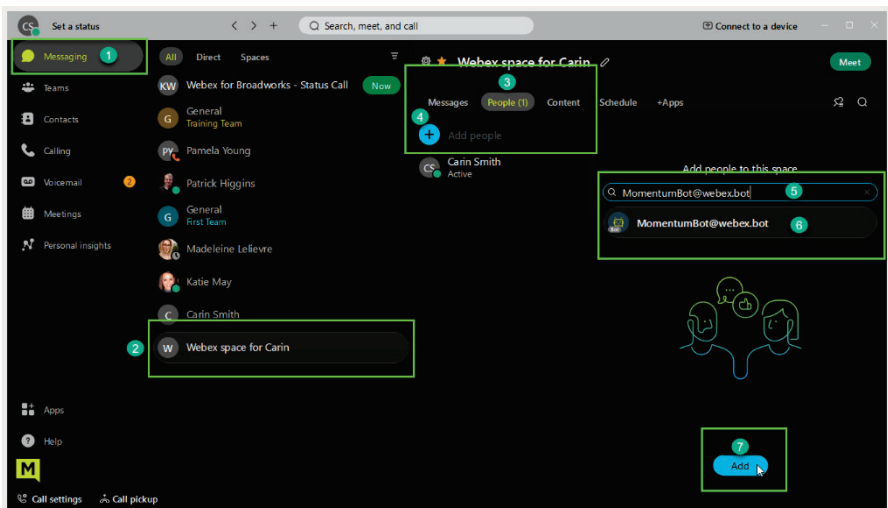 CS Set a status
Search, meet, and call
Connect to a device
Messaging 1
Teams
Contacts
Calling
Voicemail 2
Meetings
Personal insights
Apps
Help
M
Call settings Call pickup
All Direct Spaces
KW Webex for Broadworks - Status Call Now
G General
Training Team
PY Pamela Young
Patrick Higgins
G General
First Team
Madeleine Lelievre
Katie May
C Carin Smith
2 W Webex space for Carin
Webex space for Carin
Meet
3
Messages People (1) Content Schedule +Apps
4
Add people
CS Carin Smith
Active
Add people to this space
MomentumBot@webex.bot 5
MomentumBot@webex.bot 6
Bot
7
Add